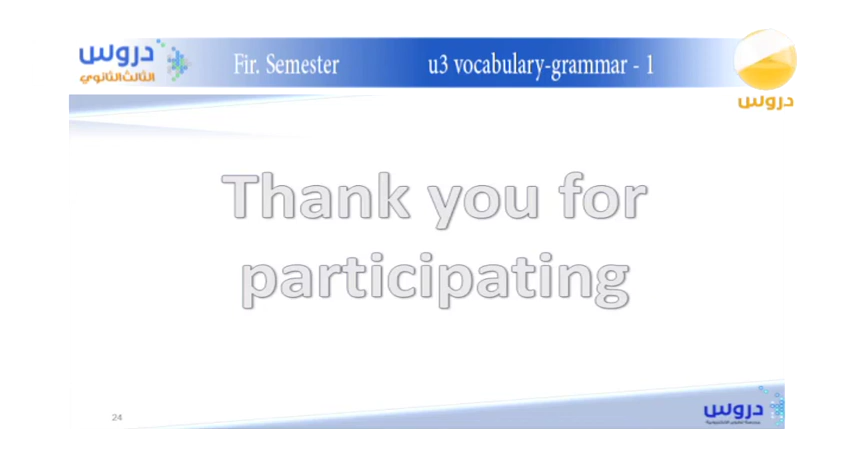 دروس
الثالث الثانوي
Fir. Semester
u3 vocabulary-grammar - 1
دروس
Thank you for
participating
24
دروس